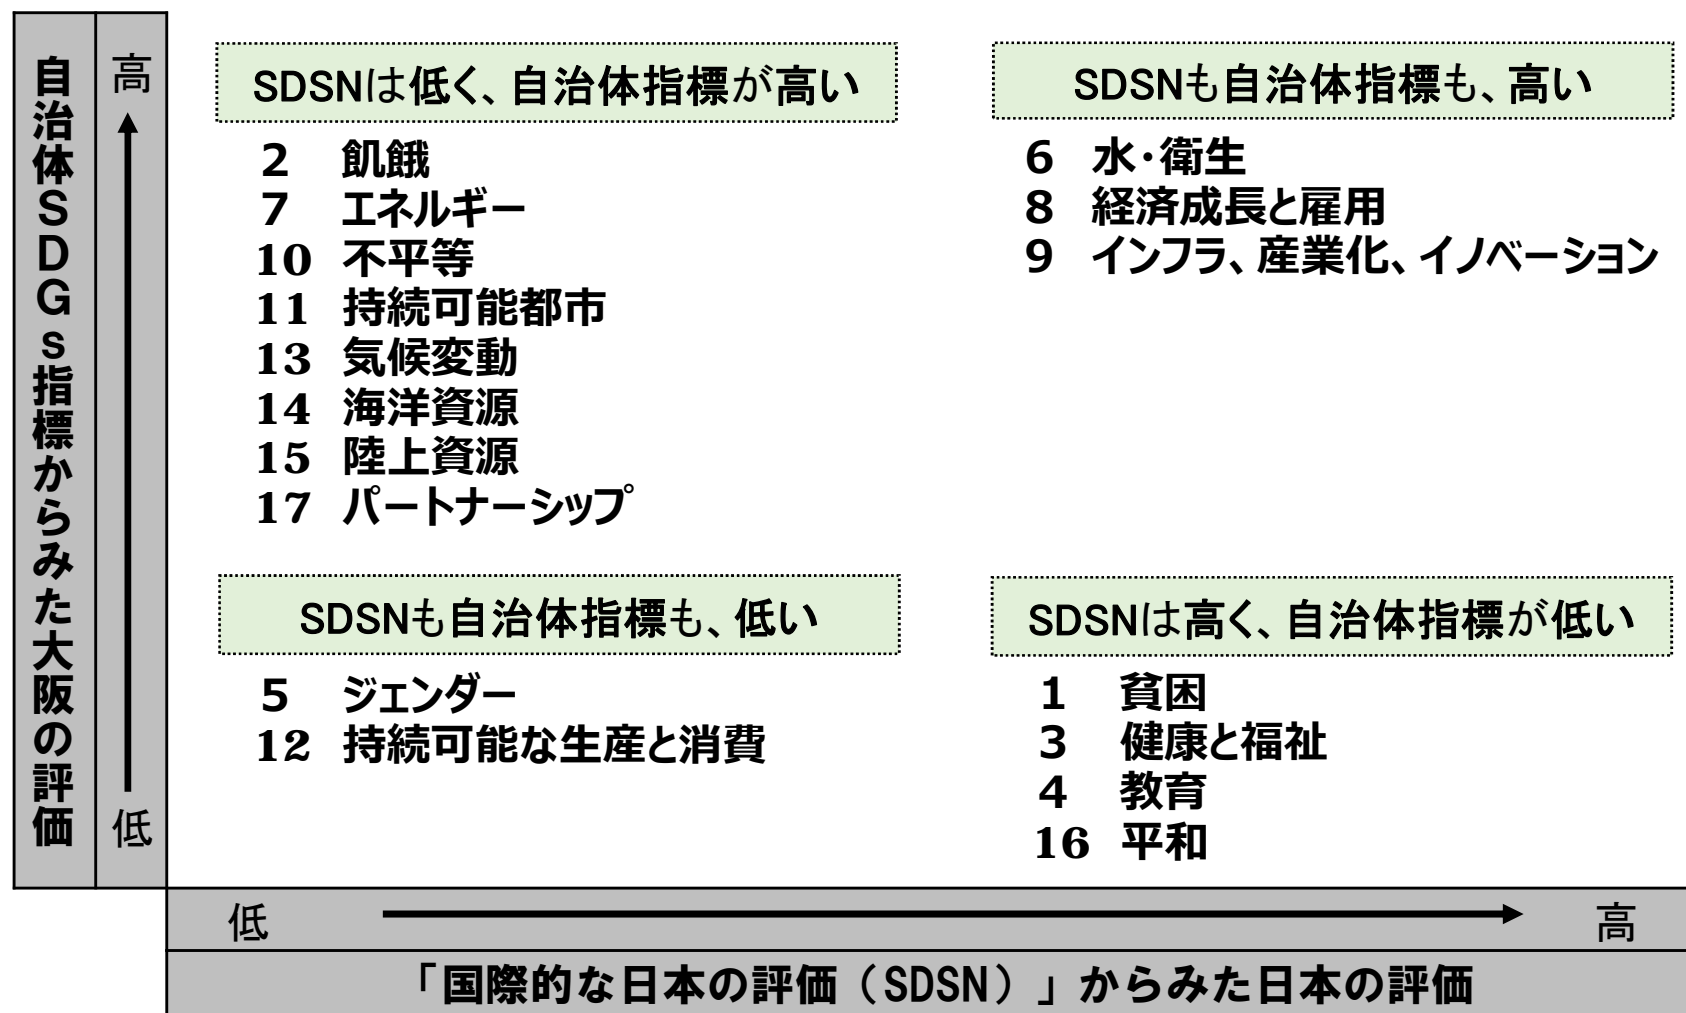 自治体SDGs指標からみた大阪の評価
高
低
SDSNは低く、自治体指標が高い
2 飢餓
7 エネルギー
10 不平等
11 持続可能都市
13 気候変動
14 海洋資源
15 陸上資源
17 パートナーシップ
SDSNも自治体指標も、高い
6 水・衛生
8 経済成長と雇用
9 インフラ、産業化、イノベーション
SDSNも自治体指標も、低い
5 ジェンダー
12 持続可能な生産と消費
SDSNは高く、自治体指標が低い
1 貧困
3 健康と福祉
4 教育
16 平和
低
高
「国際的な日本の評価（SDSN）」からみた日本の評価